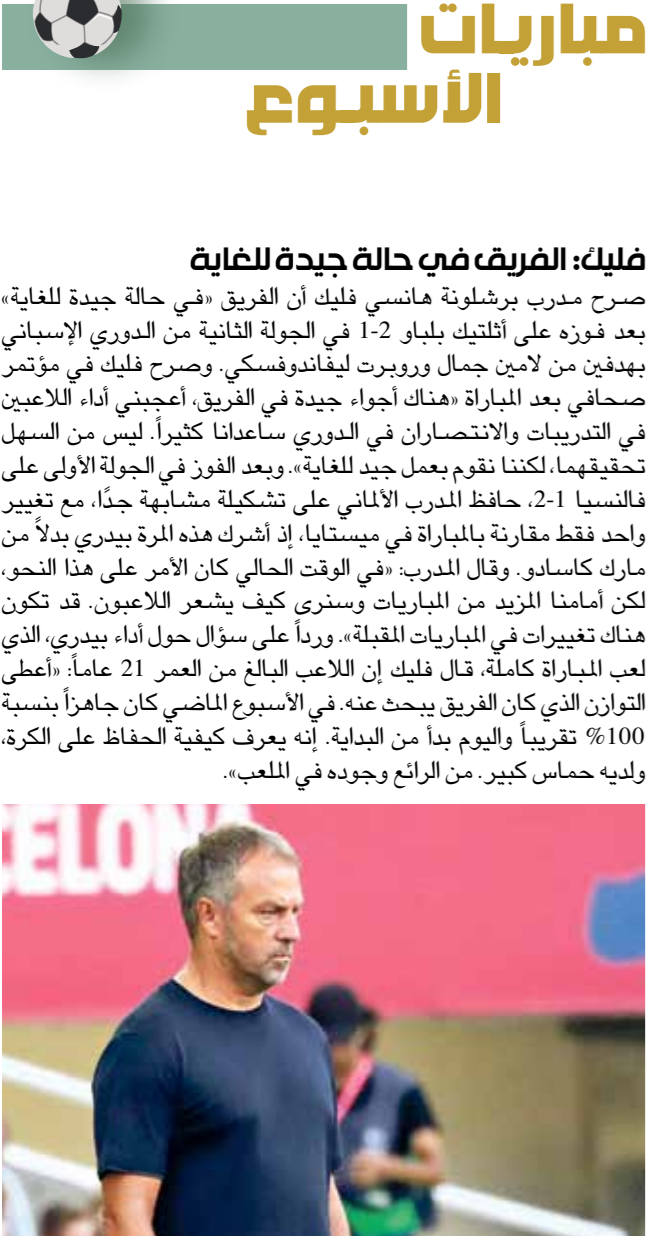 مباريات
الأسبوع
فليك: الفريق في حالة جيدة للغاية
صرح مدرب برشلونة هانسي فليك أن الفريق «في حالة جيدة للغاية»
بعد فوزه على أثلتيك بلباو 2-1 في الجولة الثانية من الدوري الإسباني
بهدفين من لامين جمال وروبرت ليفاندوفسكي. وصرح فليك في مؤتمر
صحافي بعد المباراة «هناك أجواء جيدة في الفريق، أعجبني أداء اللاعبين
في التدريبات والانتصاران في الدوري ساعدانا كثيراً. ليس من السهل
تحقيقهما، لكننا نقوم بعمل جيد للغاية». وبعد الفوز في الجولة الأولى على
فالنسيا 1-2، حافظ المدرب الألماني على تشكيلة مشابهة جدًا، مع تغيير
واحد فقط مقارنة بالمباراة في ميستايا، إذ أشرك هذه المرة بيدري بدلاً من
مارك كاسادو. وقال المدرب: «في الوقت الحالي كان الأمر على هذا النحو،
لكن أمامنا المزيد من المباريات وسنرى كيف يشعر اللاعبون. قد تكون
هناك تغييرات في المباريات المقبلة». ورداً على سؤال حول أداء بيدري، الذي
لعب المباراة كاملة، قال فليك إن اللاعب البالغ من العمر 21 عاماً: «أعطى
التوازن الذي كان الفريق يبحث عنه. في الأسبوع الماضي كان جاهزاً بنسبة
100% تقريباً واليوم بدأ من البداية. إنه يعرف كيفية الحفاظ على الكرة،
ولديه حماس كبير. من الرائع وجوده في الملعب».
CELONA